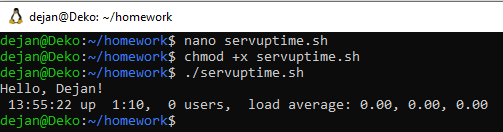 dejan@Deko: ~/homework
dejan@Deko:~/homework$ nano servuptime.sh
dejan@Deko:~/homework$ chmod +x servuptime.sh
dejan@Deko:~/homework$ ./servuptime.sh
Hello, Dejan!
 13:55:22 up  1:10,  0 users,  load average: 0.00, 0.00, 0.00
dejan@Deko:~/homework$